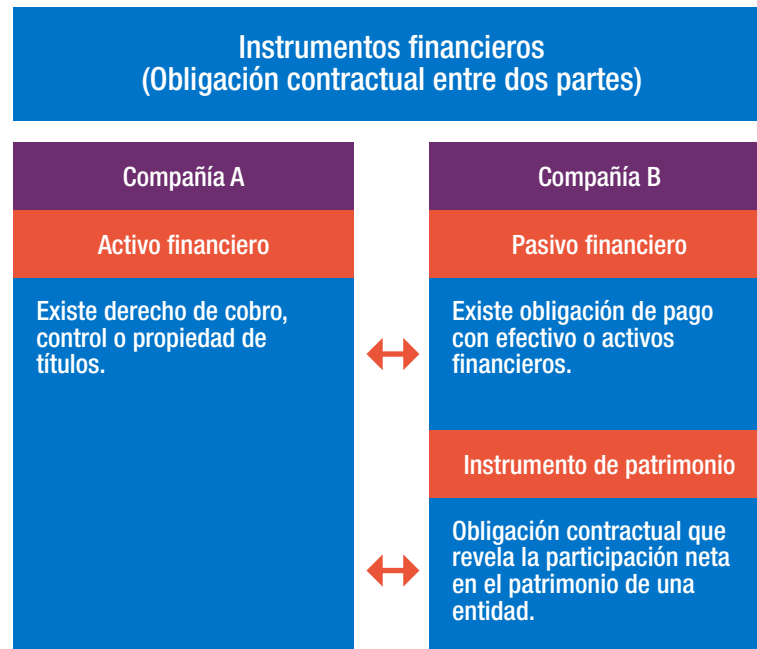 Instrumentos financieros
(Obligación contractual entre dos partes)
Compañía A
Activo financiero
Existe derecho de cobro,
control o propiedad de
títulos.
Compañía B
Pasivo financiero
Existe obligación de pago
con efectivo o activos
financieros.
Instrumento de patrimonio
Obligación contractual que
revela la participación neta
en el patrimonio de una
entidad.